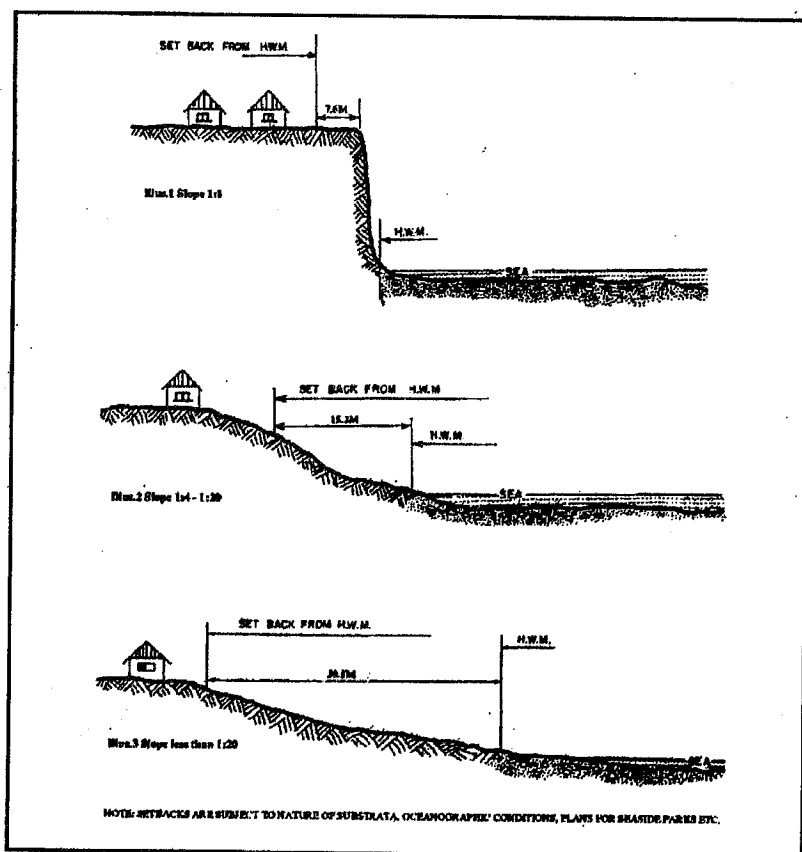 SET BACK FROM H.W.M.
7.6M
Illus.1 Slope 1:1
H.W.M.
SEA
SET BACK FROM H.W.M
15.2M
H.W.M
Illus.2 Slope 1:4 - 1:20
SEA
SET BACK FROM H.W.M.
H.W.M.
Illus.3 Slope less than 1:20
SEA
NOTE: SETBACKS ARE SUBJECT TO NATURE OF SUBSTRATA, OCEANOGRAPHIC CONDITIONS, PLANS FOR SEASIDE PARKS ETC.